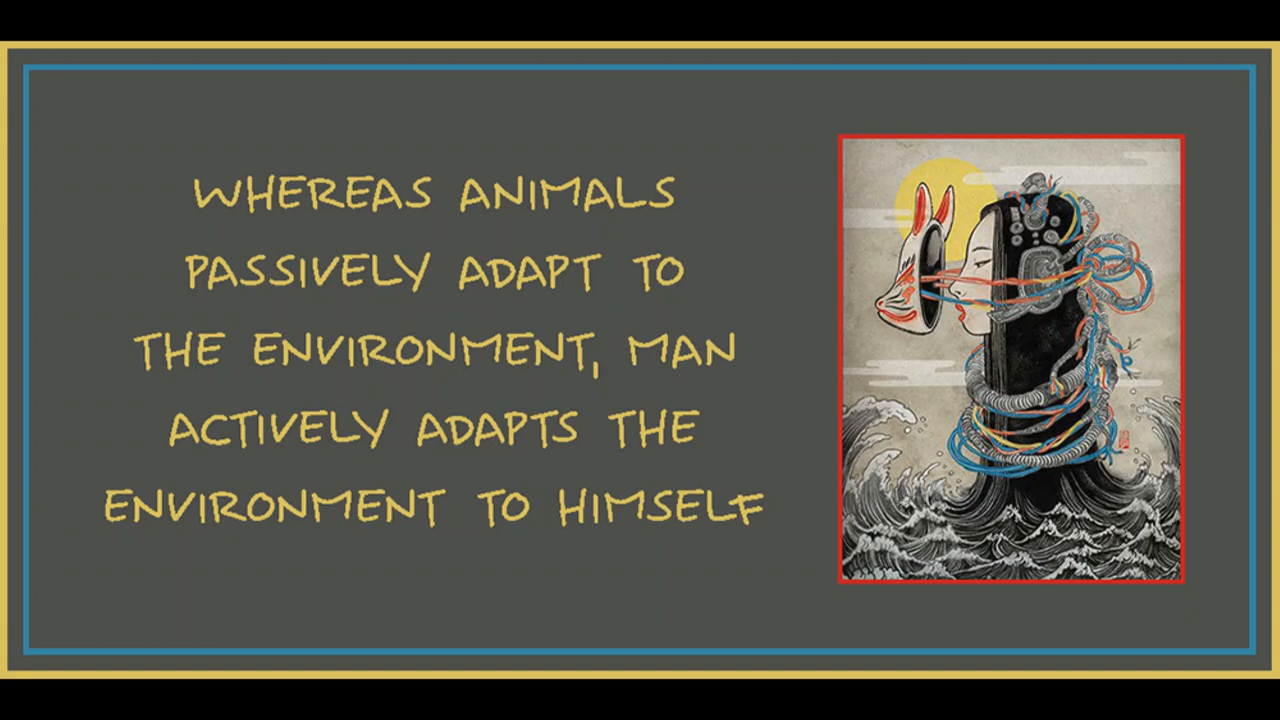 WHEREAS ANIMALS
PASSIVELY ADAPT TO
THE ENVIRONMENT, MAN
ACTIVELY ADAPTS THE
ENVIRONMENT TO HIMSELF